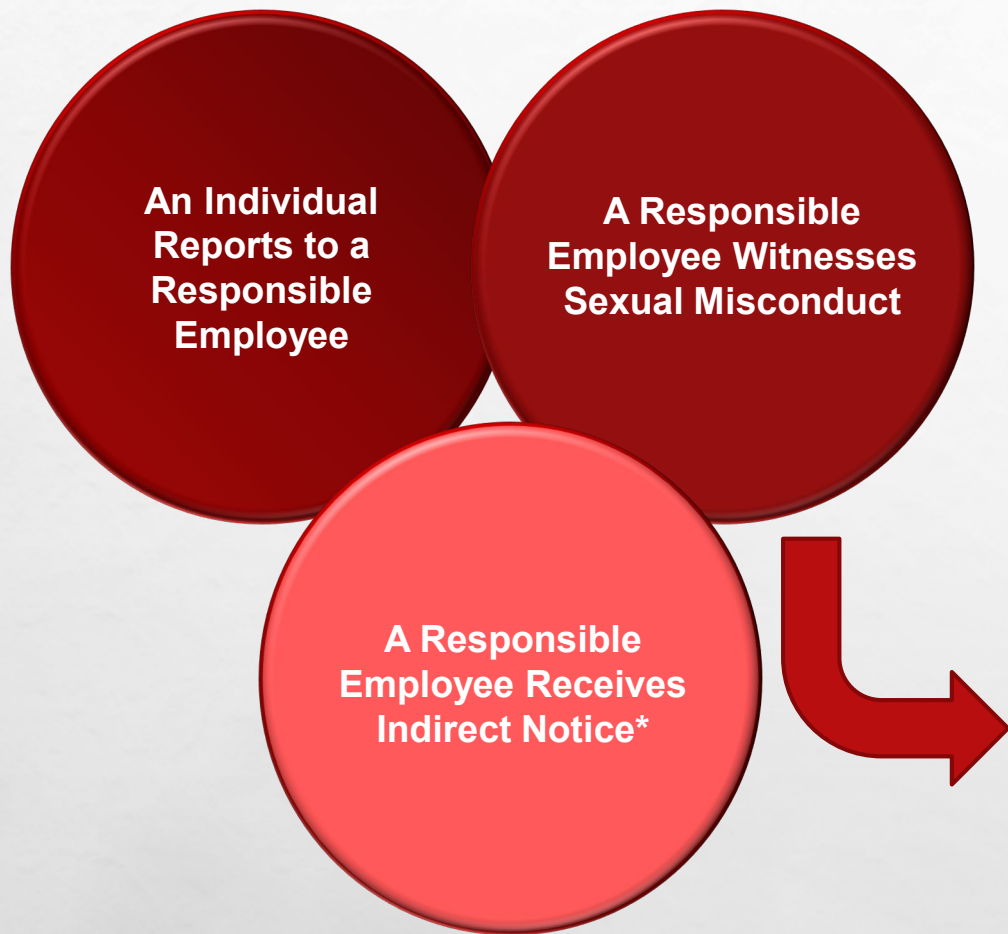 An Individual
Reports to a
Responsible
Employee
A Responsible
Employee Witnesses
Sexual Misconduct
A Responsible
Employee Receives
Indirect Notice*